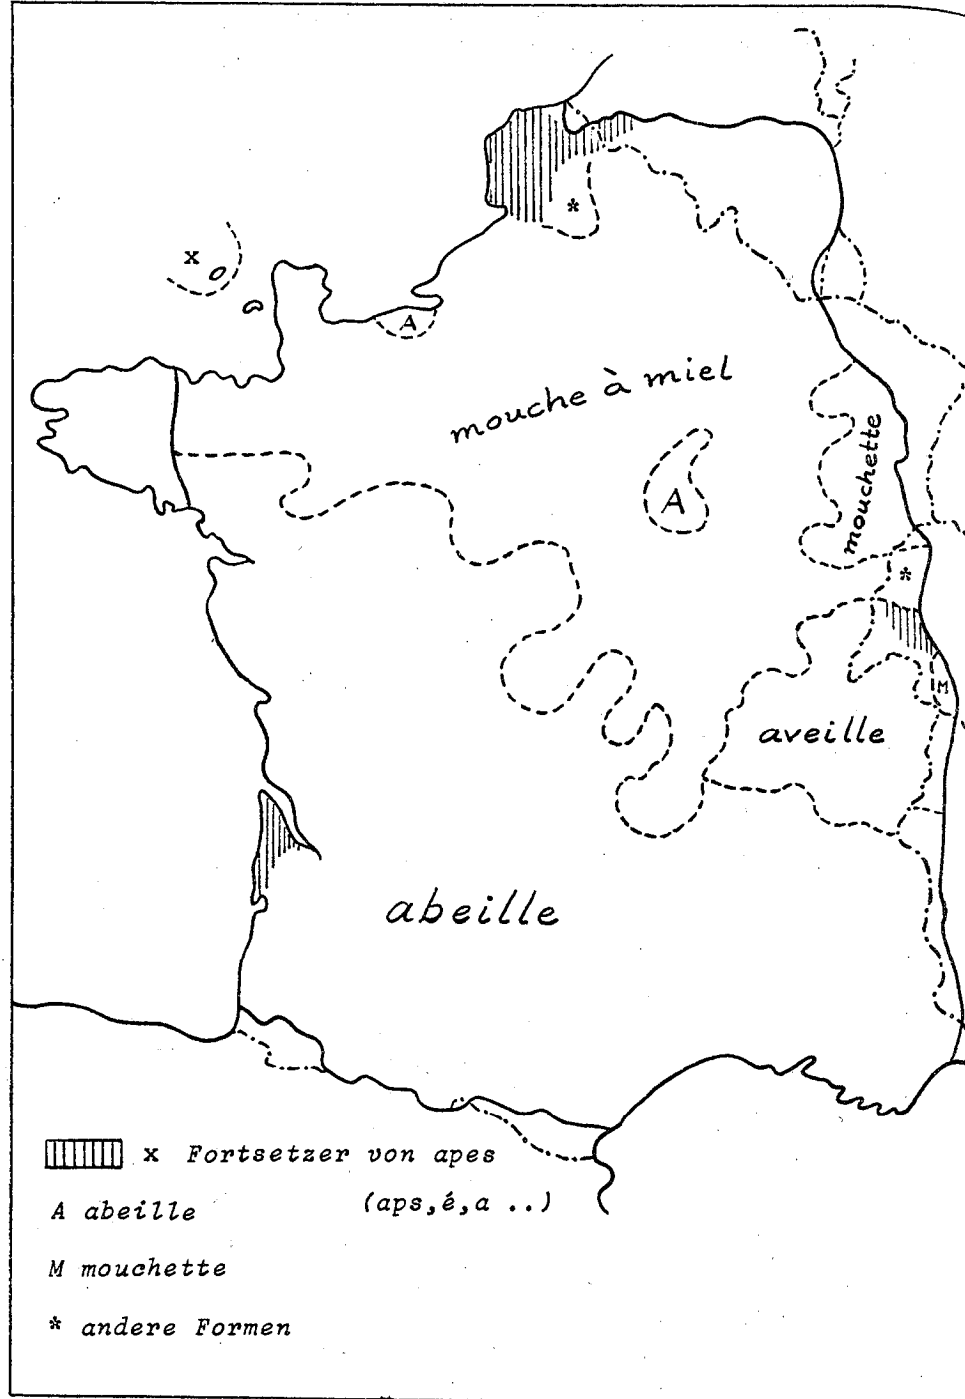 *
x
A
mouche à miel
mouchette
A
*
M
aveille
abeille
x Fortsetzer von apes
(aps,é,a ..)
A abeille
M mouchette
* andere Formen